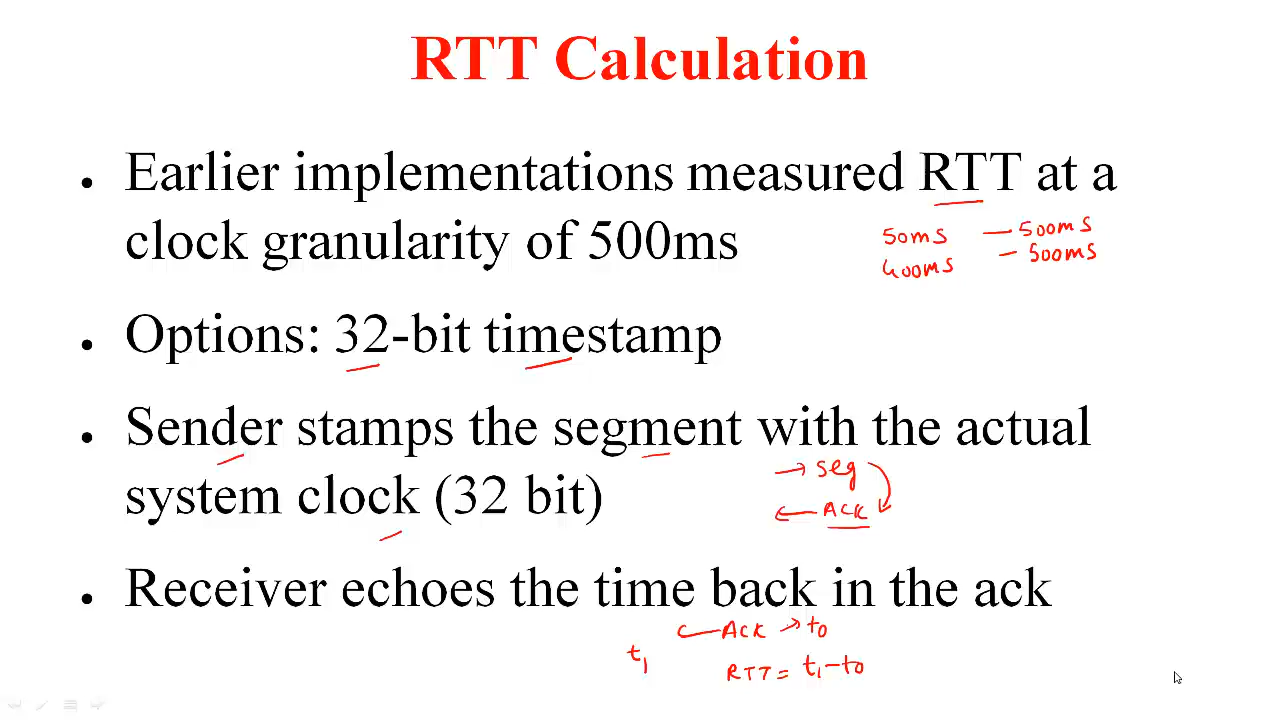 RTT Calculation
• Earlier implementations measured RTT at a
clock granularity of 500ms
50ms — 500ms
400ms — 500ms
• Options: 32-bit timestamp
• Sender stamps the segment with the actual
system clock (32 bit)
→ seg
← ACK
• Receiver echoes the time back in the ack
← ACK → t0
t1
RTT = t1-t0